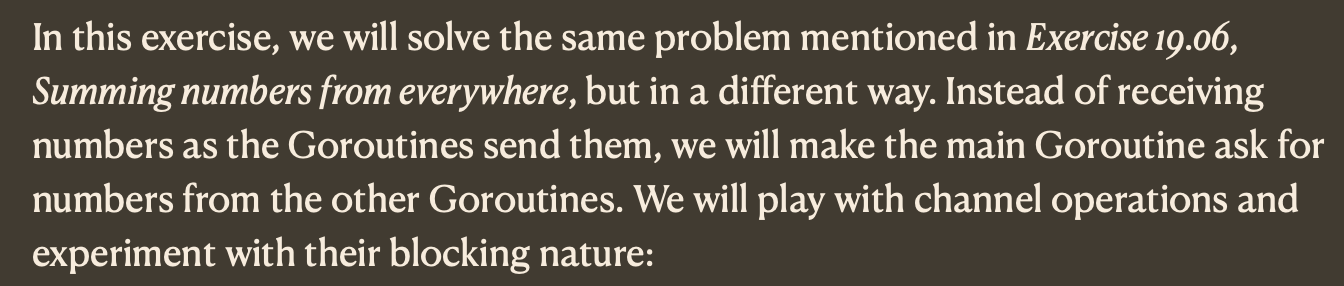 In this exercise, we will solve the same problem mentioned in Exercise 19.06,
Summing numbers from everywhere, but in a different way. Instead of receiving
numbers as the Goroutines send them, we will make the main Goroutine ask for
numbers from the other Goroutines. We will play with channel operations and
experiment with their blocking nature: